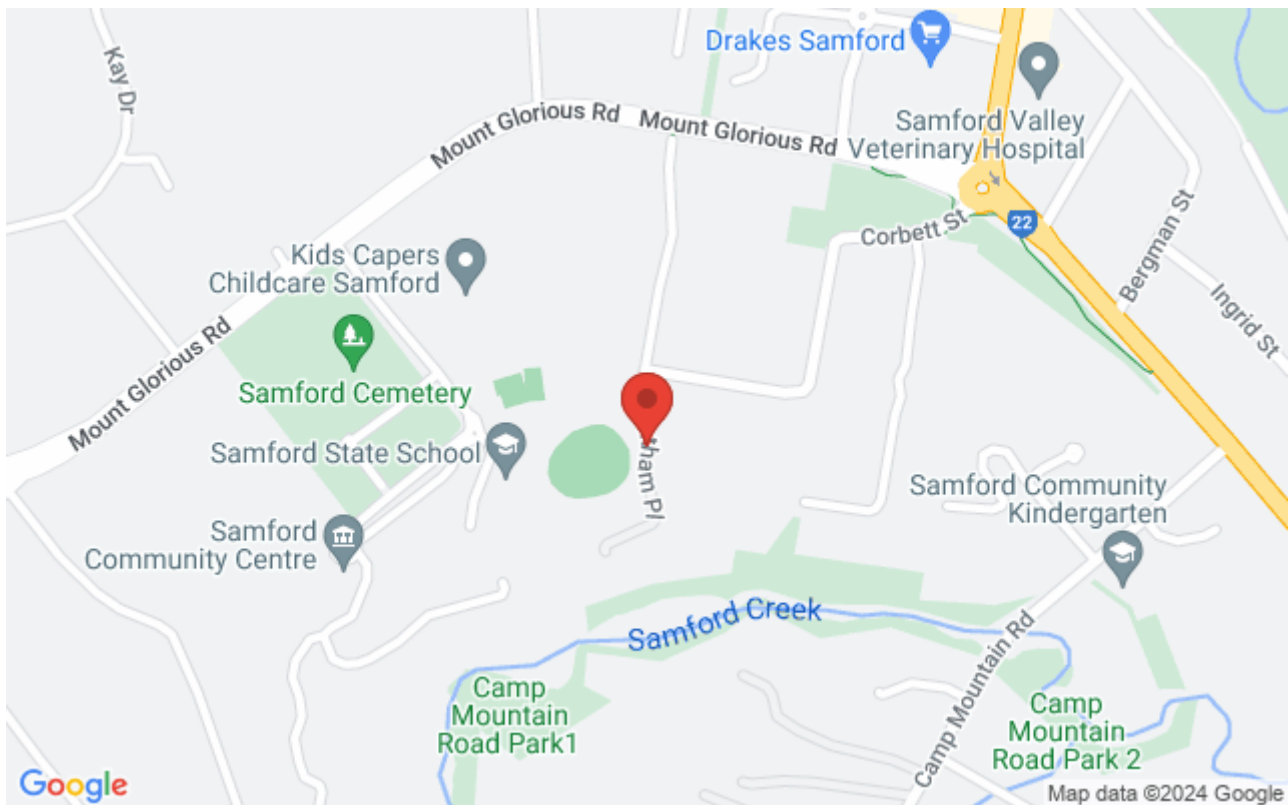 Kay Dr
Mount Glorious Rd
Mount Glorious Rd
Drakes Samford
Samford Valley
Veterinary Hospital
22
Corbett St
Bergman St
Ingrid St
Kids Capers
Childcare Samford
Mount Glorious Rd
Samford Cemetery
Samford State School
Samford
Community Centre
Pl
Samford Community
Kindergarten
Samford Creek
Camp
Mountain
Road Park1
Camp Mountain Rd
Camp
Mountain
Road Park 2
Google
Map data ©2024 Google